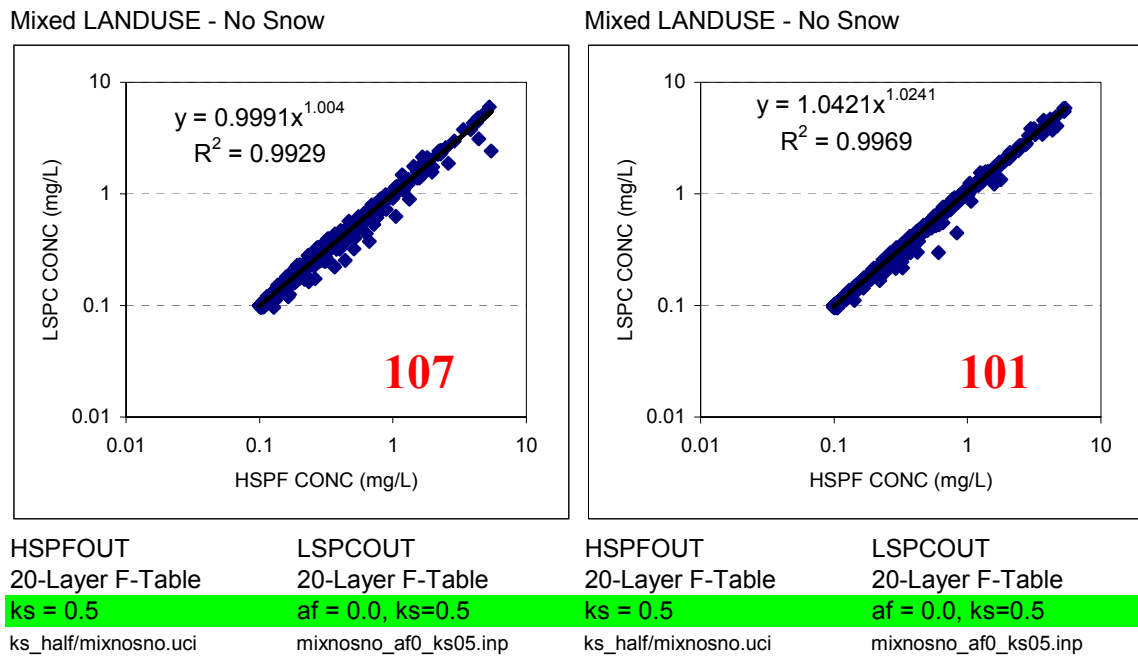 Mixed LANDUSE - No Snow
10
1
0.1
0.01
LSPC CONC (mg/L)
y = 0.9991x^1.004
R^2 = 0.9929
107
0.01
0.1
1
10
HSPF CONC (mg/L)
Mixed LANDUSE - No Snow
10
1
0.1
0.01
LSPC CONC (mg/L)
y = 1.0421x^1.0241
R^2 = 0.9969
101
0.01
0.1
1
10
HSPF CONC (mg/L)
HSPFOUT LSPCOUT HSPFOUT LSPCOUT
20-Layer F-Table 20-Layer F-Table 20-Layer F-Table 20-Layer F-Table
ks = 0.5 af = 0.0, ks=0.5 ks = 0.5 af = 0.0, ks=0.5
ks_half/mixnosno.uci mixnosno_af0_ks05.inp ks_half/mixnosno.uci mixnosno_af0_ks05.inp